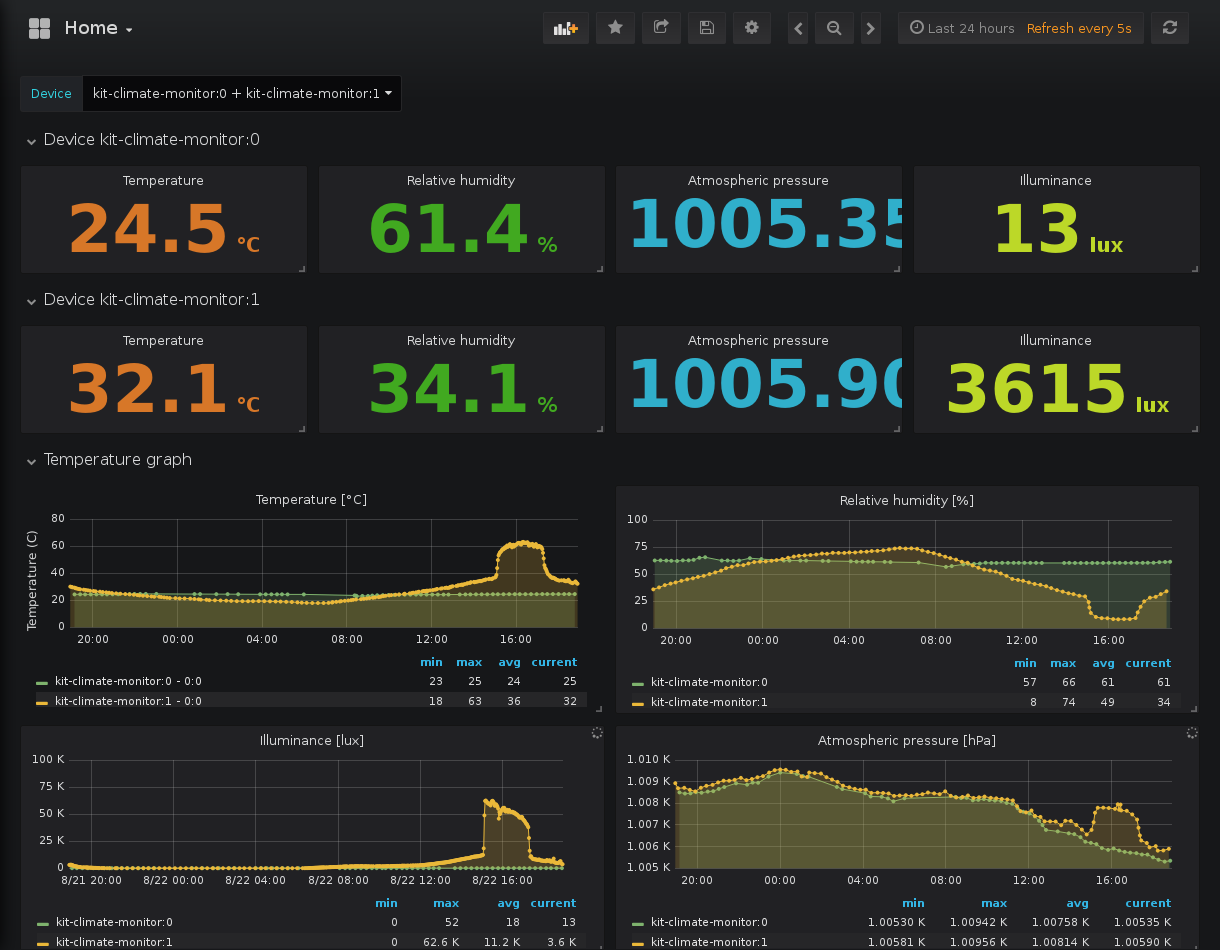 Home
Last 24 hours Refresh every 5s
Device kit-climate-monitor:0 + kit-climate-monitor:1
Device kit-climate-monitor:0
Temperature Relative humidity Atmospheric pressure Illuminance
24.5 °C 61.4 % 1005.35 13 lux
Device kit-climate-monitor:1
Temperature Relative humidity Atmospheric pressure Illuminance
32.1 °C 34.1 % 1005.90 3615 lux
Temperature graph
Temperature [°C]
Temperature (C)
80
60
40
20
0
20:00 00:00 04:00 08:00 12:00 16:00
min max avg current
kit-climate-monitor:0 - 0:0 23 25 24 25
kit-climate-monitor:1 - 0:0 18 63 36 32
Relative humidity [%]
100
75
50
25
0
20:00 00:00 04:00 08:00 12:00 16:00
min max avg current
kit-climate-monitor:0 57 66 61 61
kit-climate-monitor:1 8 74 49 34
Illuminance [lux]
100 K
75 K
50 K
25 K
0
8/21 20:00 8/22 00:00 8/22 04:00 8/22 08:00 8/22 12:00 8/22 16:00
min max avg current
kit-climate-monitor:0 0 52 18 13
kit-climate-monitor:1 0 62.6 K 11.2 K 3.6 K
Atmospheric pressure [hPa]
1.010 K
1.009 K
1.008 K
1.007 K
1.006 K
1.005 K
20:00 00:00 04:00 08:00 12:00 16:00
min max avg current
kit-climate-monitor:0 1.00530 K 1.00942 K 1.00758 K 1.00535 K
kit-climate-monitor:1 1.00581 K 1.00956 K 1.00814 K 1.00590 K